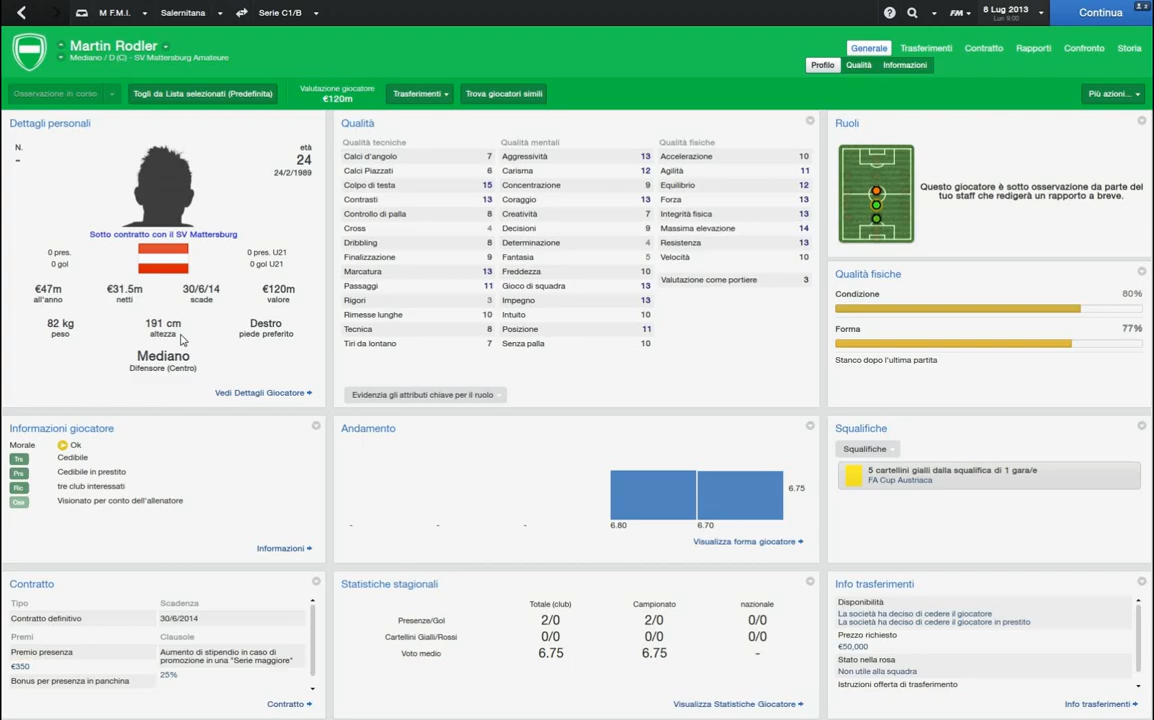 M F.M.I.
Salernitana
Serie C1/B
FM
8 Lug 2013
Lun 9:00
Continua
2
Martin Rodler
Mediano / D (C) - SV Mattersburg Amateure
Generale
Trasferimenti
Contratto
Rapporti
Confronto
Storia
Profilo
Qualità
Informazioni
Osservazione in corso
Togli da Lista selezionati (Predefinita)
Valutazione giocatore
€120m
Trasferimenti
Trova giocatori simili
Più azioni...
Dettagli personali
N.
-
età
24
24/2/1989
Sotto contratto con il SV Mattersburg
0 pres.
0 gol
0 pres. U21
0 gol U21
€47m
all'anno
€31.5m
netti
30/6/14
scade
€120m
valore
82 kg
peso
191 cm
altezza
Destro
piede preferito
Mediano
Difensore (Centro)
Vedi Dettagli Giocatore
Qualità
Qualità tecniche
Calci d'angolo 7
Calci Piazzati 6
Colpo di testa 15
Contrasti 13
Controllo di palla 8
Cross 4
Dribbling 8
Finalizzazione 9
Marcatura 13
Passaggi 11
Rigori 3
Rimesse lunghe 10
Tecnica 8
Tiri da lontano 7
Qualità mentali
Aggressività 13
Carisma 12
Concentrazione 9
Coraggio 13
Creatività 7
Decisioni 9
Determinazione 4
Fantasia 5
Freddezza 10
Gioco di squadra 13
Impegno 13
Intuito 10
Posizione 11
Senza palla 10
Qualità fisiche
Accelerazione 10
Agilità 11
Equilibrio 12
Forza 13
Integrità fisica 13
Massima elevazione 14
Resistenza 13
Velocità 10
Valutazione come portiere 3
Evidenzia gli attributi chiave per il ruolo
Ruoli
Questo giocatore è sotto osservazione da parte del
tuo staff che redigerà un rapporto a breve.
Qualità fisiche
Condizione 80%
Forma 77%
Stanco dopo l'ultima partita
Informazioni giocatore
Morale Ok
Trs Cedibile
Prs Cedibile in prestito
Ric tre club interessati
Oss Visionato per conto dell'allenatore
Informazioni
Andamento
- - -
6.80 6.70
6.75
Visualizza forma giocatore
Squalifiche
Squalifiche
5 cartellini gialli dalla squalifica di 1 gara/e
FA Cup Austriaca
Contratto
Tipo
Contratto definitivo
Scadenza
30/6/2014
Premi
Premio presenza
€350
Bonus per presenza in panchina
Clausole
Aumento di stipendio in caso di
promozione in una "Serie maggiore"
25%
Contratto
Statistiche stagionali
Totale (club) Campionato nazionale
Presenze/Gol 2/0 2/0 0/0
Cartellini Gialli/Rossi 0/0 0/0 0/0
Voto medio 6.75 6.75 -
Visualizza Statistiche Giocatore
Info trasferimenti
Disponibilità
La società ha deciso di cedere il giocatore
La società ha deciso di cedere il giocatore in prestito
Prezzo richiesto
€50,000
Stato nella rosa
Non utile alla squadra
Istruzioni offerta di trasferimento
Info trasferimenti